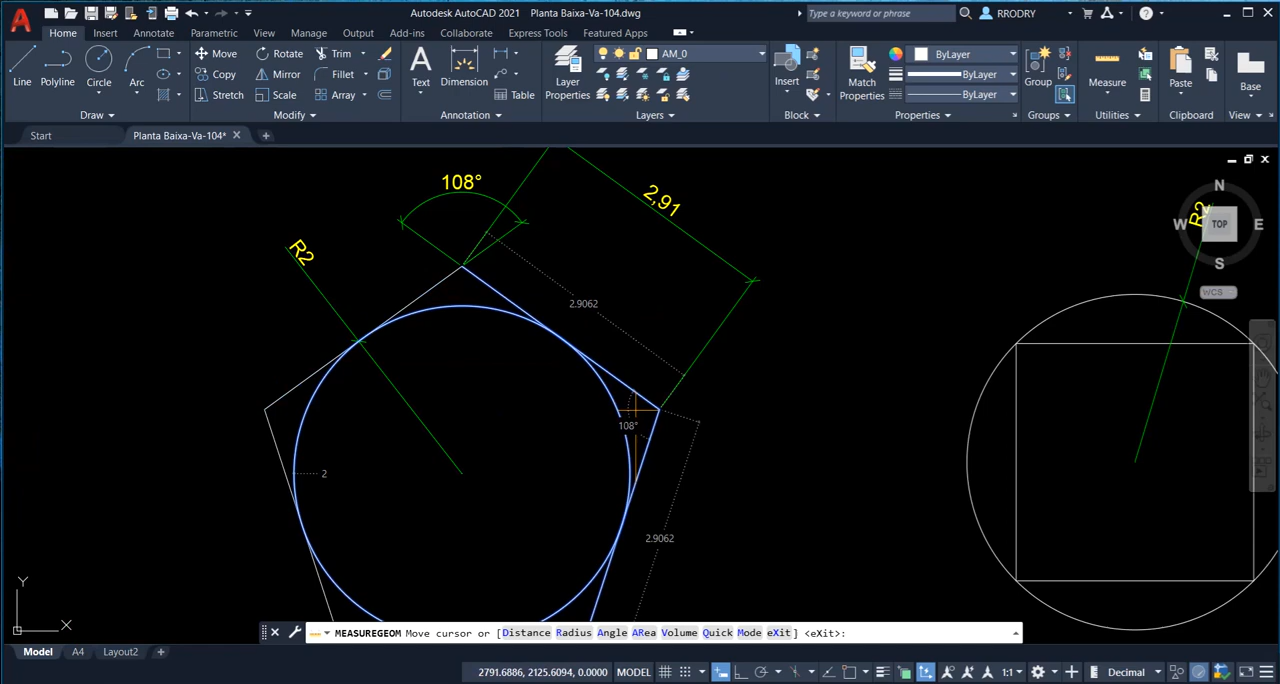 Autodesk AutoCAD 2021 Planta Baixa-Va-104.dwg
Type a keyword or phrase
RRODRY
Home Insert Annotate Parametric View Manage Output Add-ins Collaborate Express Tools Featured Apps
Line Polyline Circle Arc
Move Rotate Trim
Copy Mirror Fillet
Stretch Scale Array
Text Dimension Table
Layer Properties
AM_0
Insert
Match Properties
ByLayer
ByLayer
ByLayer
Group
Measure
Paste
Base
Draw Modify Annotation Layers Block Properties Groups Utilities Clipboard View
Start Planta Baixa-Va-104*
108°
2,91
R2
2.9062
108°
2
2.9062
R2
N
W TOP E
S
WCS
Y
X
MEASUREGEOM Move cursor or [Distance Radius Angle ARea Volume Quick Mode eXit] <eXit>:
Model A4 Layout2
2791.6886, 2125.6094, 0.0000 MODEL 1:1 Decimal